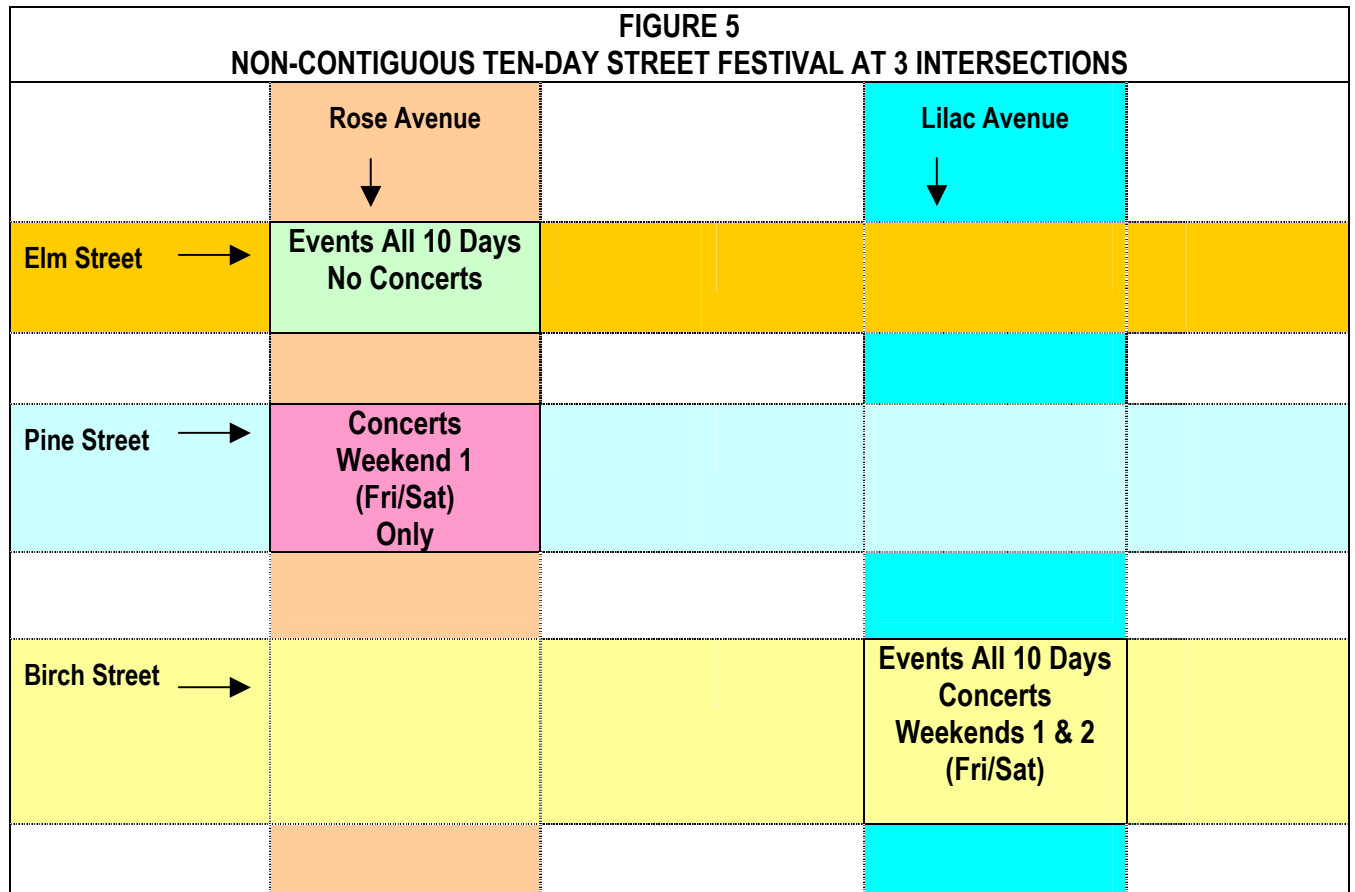 FIGURE 5
NON-CONTIGUOUS TEN-DAY STREET FESTIVAL AT 3 INTERSECTIONS
Rose Avenue
Lilac Avenue
Elm Street
Events All 10 Days
No Concerts
Pine Street
Concerts
Weekend 1
(Fri/Sat)
Only
Birch Street
Events All 10 Days
Concerts
Weekends 1 & 2
(Fri/Sat)